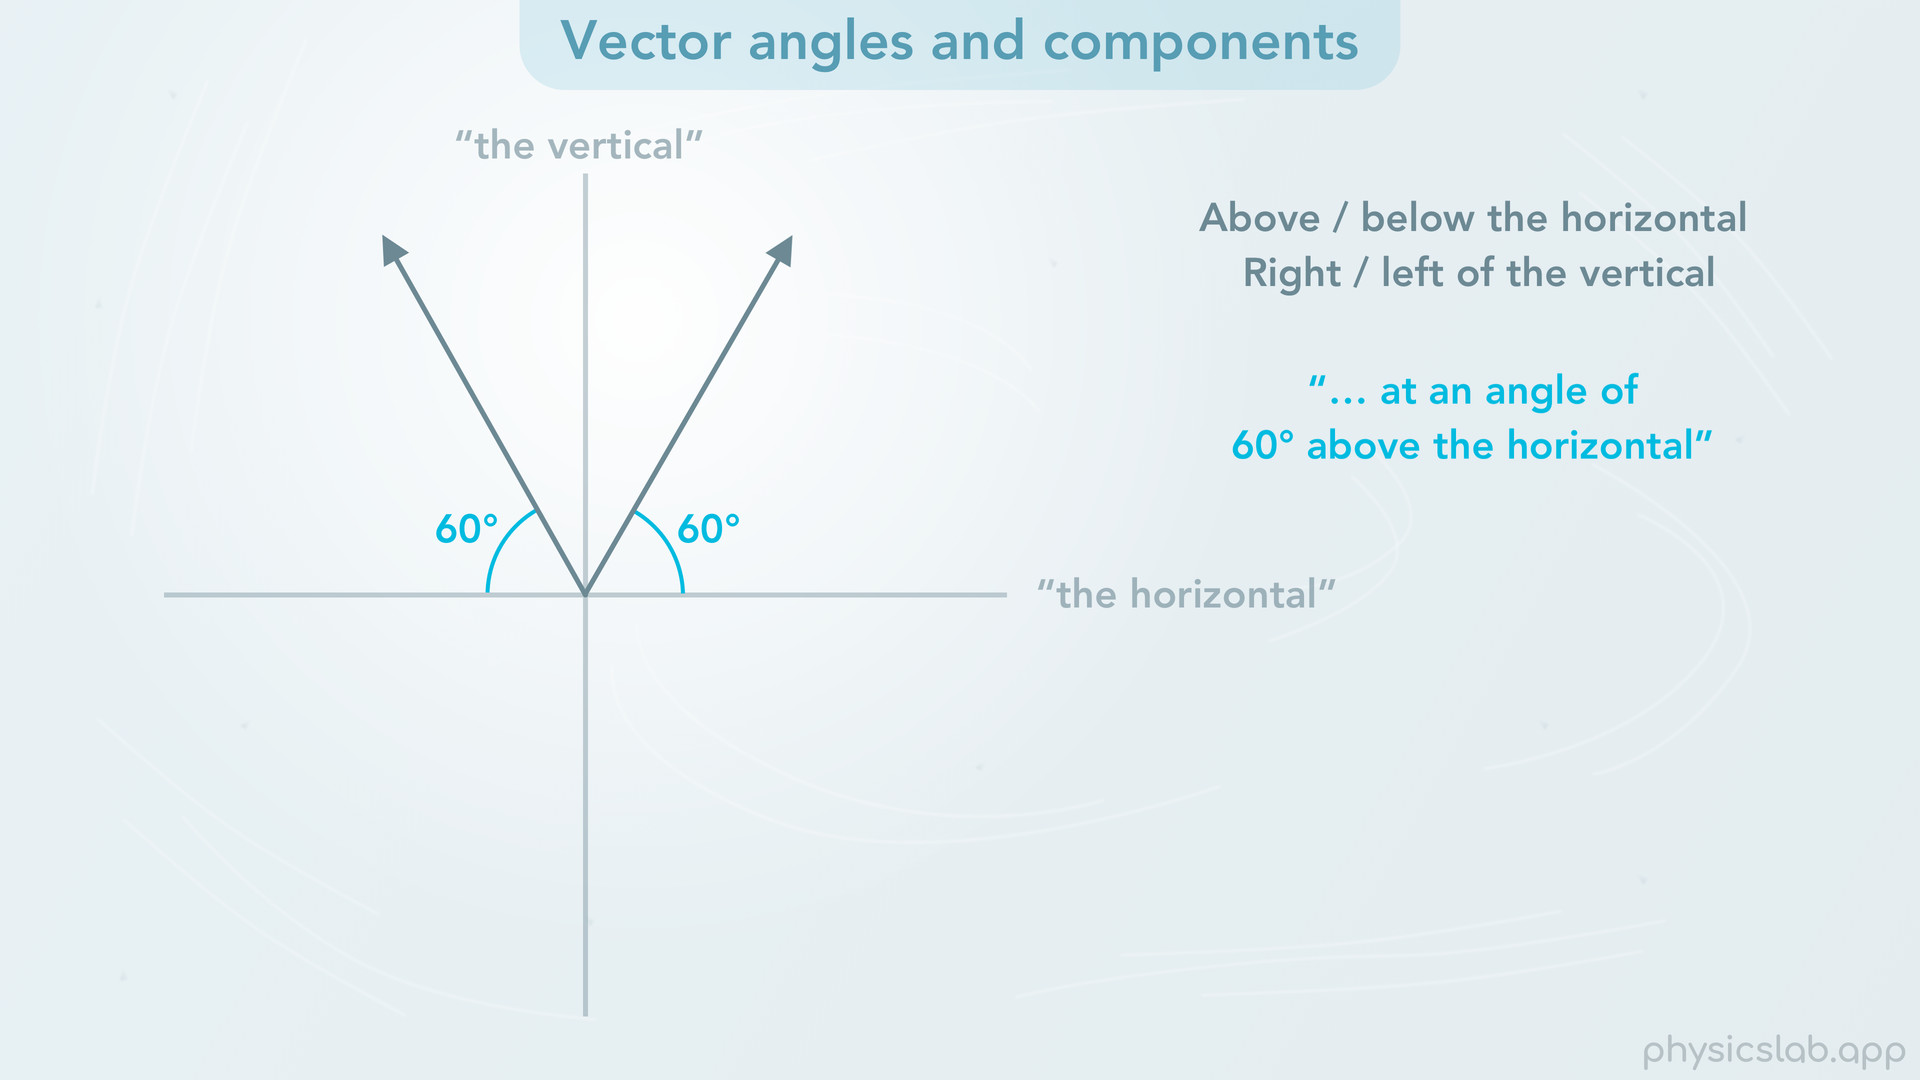 Vector angles and components
“the vertical”
Above / below the horizontal
Right / left of the vertical
“... at an angle of
60° above the horizontal”
60°
60°
“the horizontal”
physicslab.app